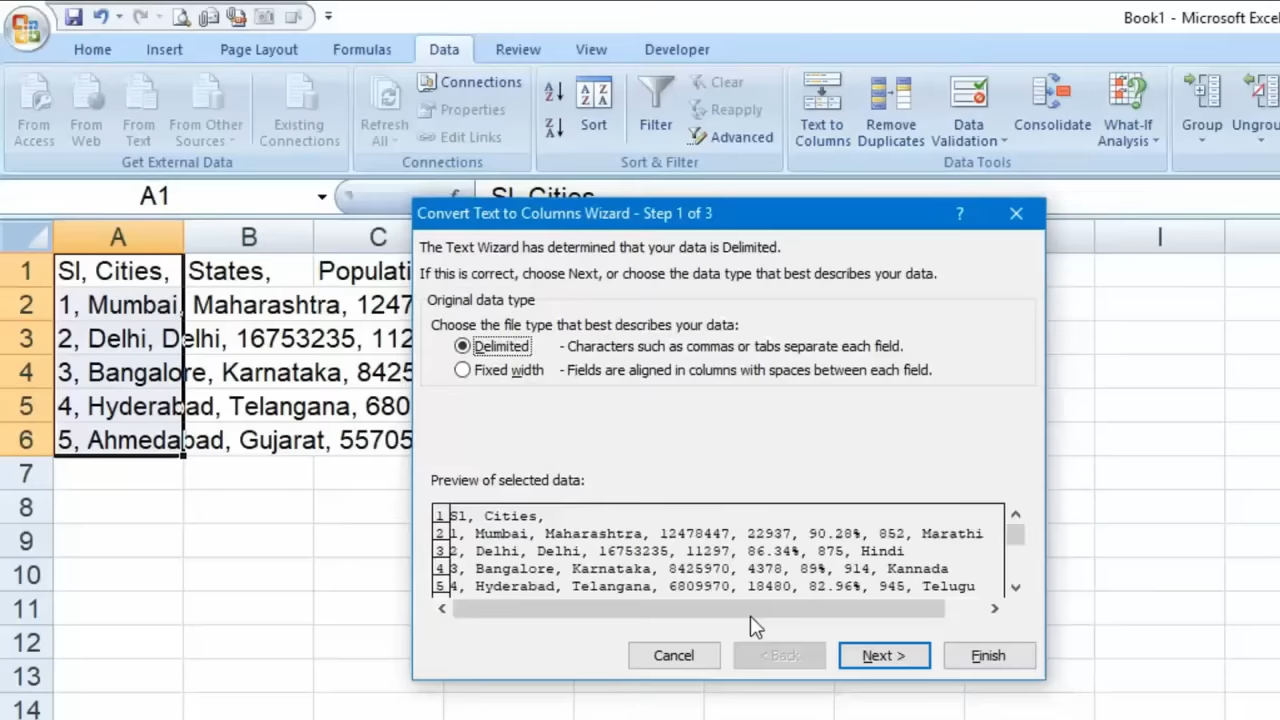 Book1 - Microsoft Excel
Home Insert Page Layout Formulas Data Review View Developer
From Access
From Web
From Text
From Other Sources
Existing Connections
Get External Data
Refresh All
Connections
Properties
Edit Links
Connections
Sort
Filter
Clear
Reapply
Advanced
Sort & Filter
Text to Columns
Remove Duplicates
Data Validation
Consolidate
What-If Analysis
Data Tools
Group
Ungrou
A1
Sl, Cities,
A B C I
1 Sl, Cities, States, Populati
2 1, Mumbai, Maharashtra, 1247
3 2, Delhi, Delhi, 16753235, 112
4 3, Bangalore, Karnataka, 8425
5 4, Hyderabad, Telangana, 680
6 5, Ahmedabad, Gujarat, 55705
7
8
9
10
11
12
13
14
Convert Text to Columns Wizard - Step 1 of 3
The Text Wizard has determined that your data is Delimited.
If this is correct, choose Next, or choose the data type that best describes your data.
Original data type
Choose the file type that best describes your data:
Delimited - Characters such as commas or tabs separate each field.
Fixed width - Fields are aligned in columns with spaces between each field.
Preview of selected data:
1 Sl, Cities,
2 1, Mumbai, Maharashtra, 12478447, 22937, 90.28%, 852, Marathi
3 2, Delhi, Delhi, 16753235, 11297, 86.34%, 875, Hindi
4 3, Bangalore, Karnataka, 8425970, 4378, 89%, 914, Kannada
5 4, Hyderabad, Telangana, 6809970, 18480, 82.96%, 945, Telugu
Cancel < Back Next > Finish